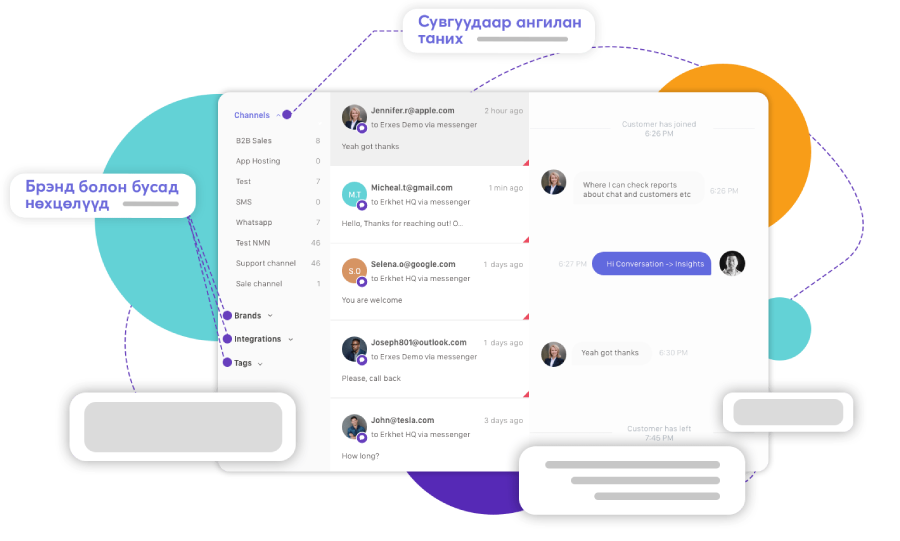 Сувгуудаар ангилан
таних
Брэнд болон бусад
нөхцөлүүд
Channels
B2B Sales 8
App Hosting 0
Test 7
SMS 0
Whatsapp 7
Test NMN 46
Support channel 46
Sale channel 1
Brands
Integrations
Tags
Jennifer.r@apple.com 2 hour ago
to Erxes Demo via messenger
Yeah got thanks
MT
Micheal.t@gmail.com 1 min ago
to Erkhet HQ via messenger
Hello, Thanks for reaching out! O..
S.O
Selena.o@google.com 1 days ago
to Erkhet HQ via messenger
You are welcome
Joseph801@outlook.com 1 days ago
to Erxes Demo via messenger
Please, call back
John@tesla.com 3 days ago
to Erkhet HQ via messenger
How long?
Customer has joined
6:26 PM
Where I can check reports
about chat and customers etc
6:26 PM
6:27 PM
Hi Conversation -> Insights
Yeah got thanks
6:30 PM
Customer has left
7:45 PM